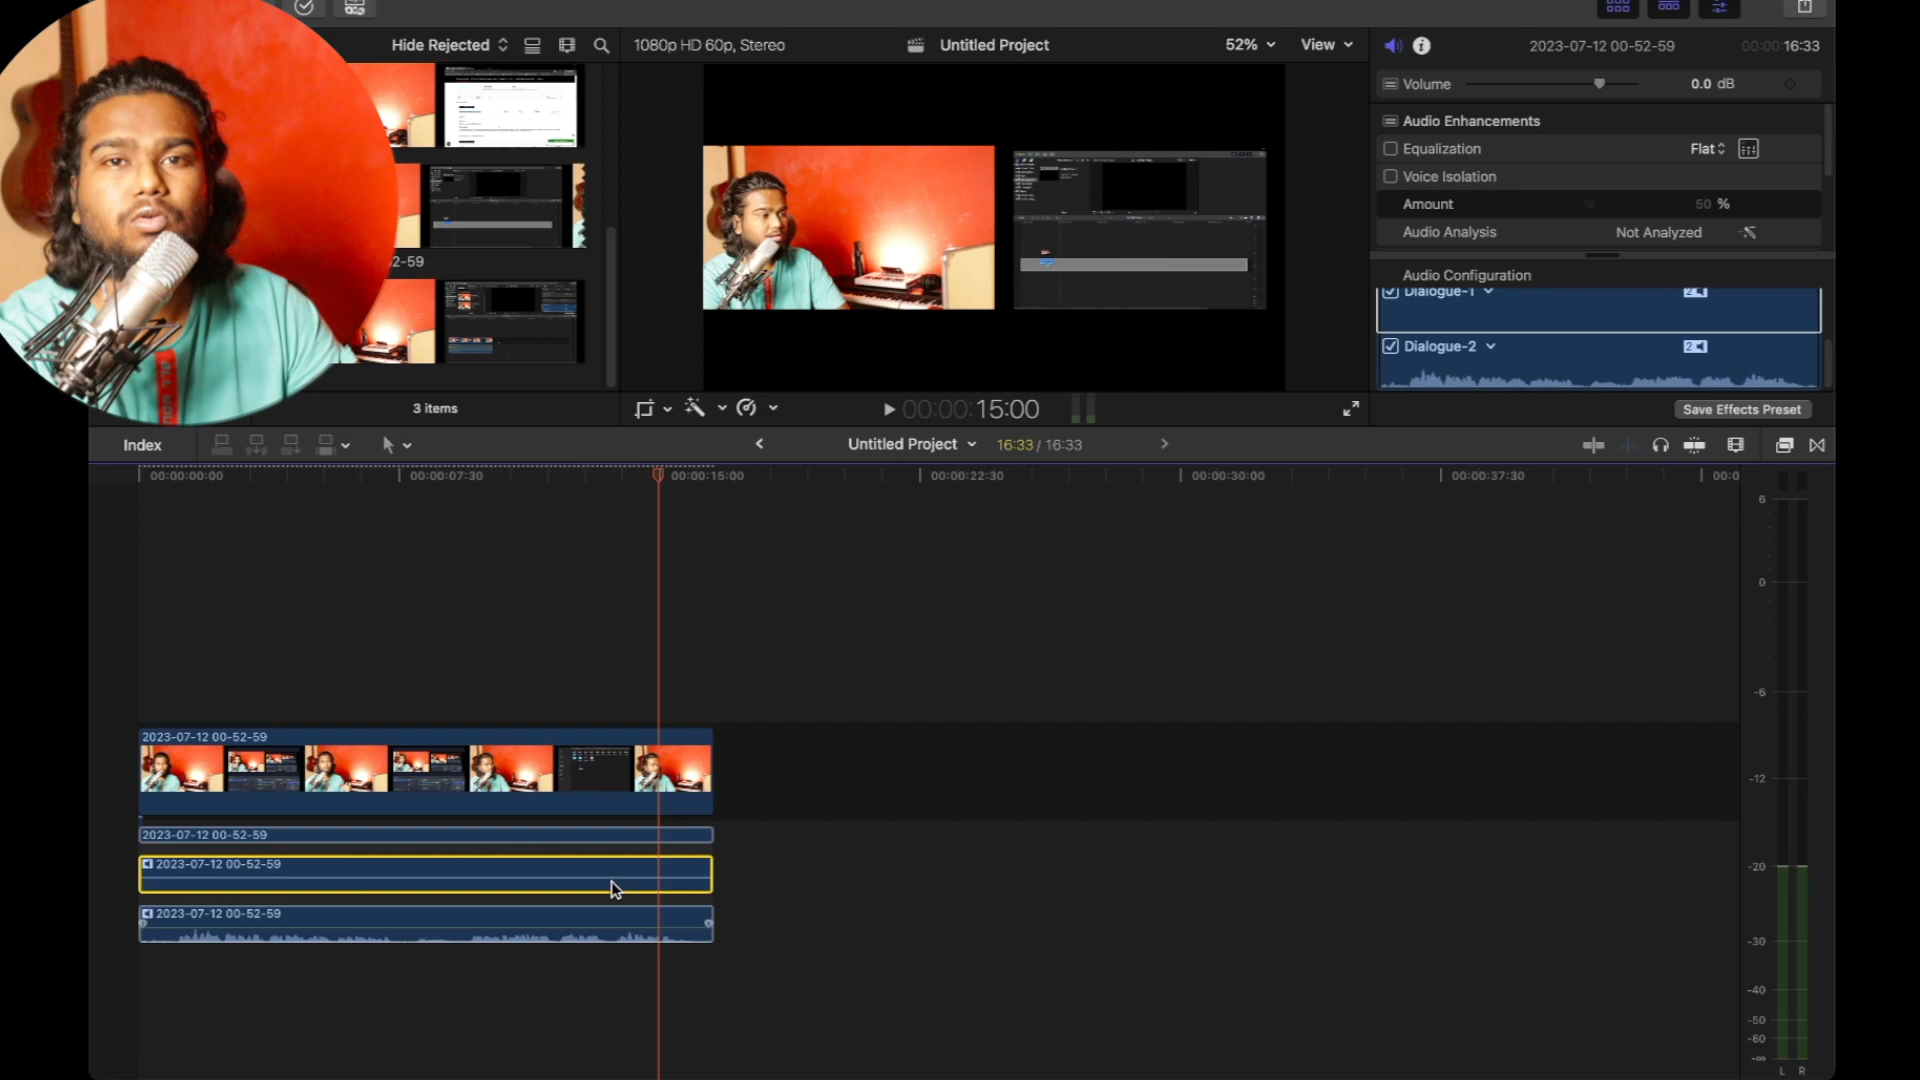 Hide Rejected
1080p HD 60p, Stereo
Untitled Project
52%
View
2023-07-12 00-52-59
00:00:16:33
Volume
0.0 dB
Audio Enhancements
Equalization
Flat
Voice Isolation
Amount
50 %
Audio Analysis
Not Analyzed
Audio Configuration
Dialogue-1
2
Dialogue-2
2
2-59
3 items
00:00:15:00
Save Effects Preset
Index
Untitled Project
16:33 / 16:33
00:00:00:00
00:00:07:30
00:00:15:00
00:00:22:30
00:00:30:00
00:00:37:30
00:0
6
0
-6
-12
-20
-30
-40
-50
-60
-∞
L R
2023-07-12 00-52-59
2023-07-12 00-52-59
2023-07-12 00-52-59
2023-07-12 00-52-59